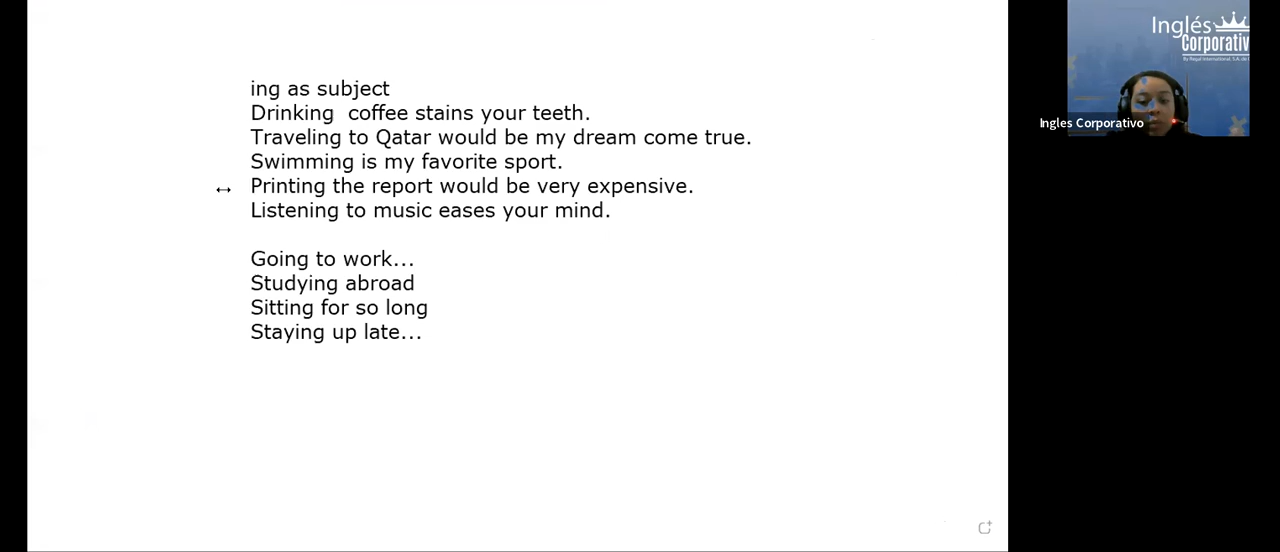 ing as subject
Drinking  coffee stains your teeth.
Traveling to Qatar would be my dream come true.
Swimming is my favorite sport.
Printing the report would be very expensive.
Listening to music eases your mind.
Going to work...
Studying abroad
Sitting for so long
Staying up late...
Inglés
Corporativ
Ingles Corporativo